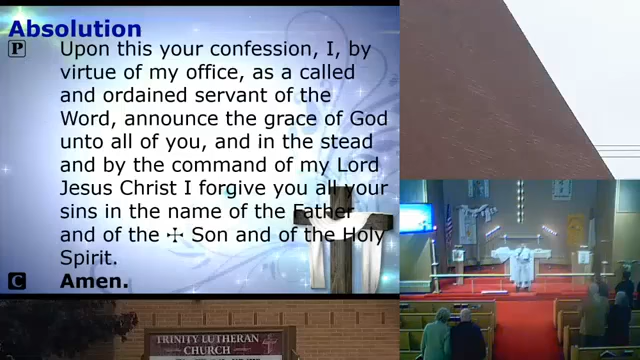 Absolution
P Upon this your confession, I, by
virtue of my office, as a called
and ordained servant of the
Word, announce the grace of God
unto all of you, and in the stead
and by the command of my Lord
Jesus Christ I forgive you all your
sins in the name of the Father
and of the ☩ Son and of the Holy
Spirit.
C Amen.
TRINITY LUTHERAN
CHURCH